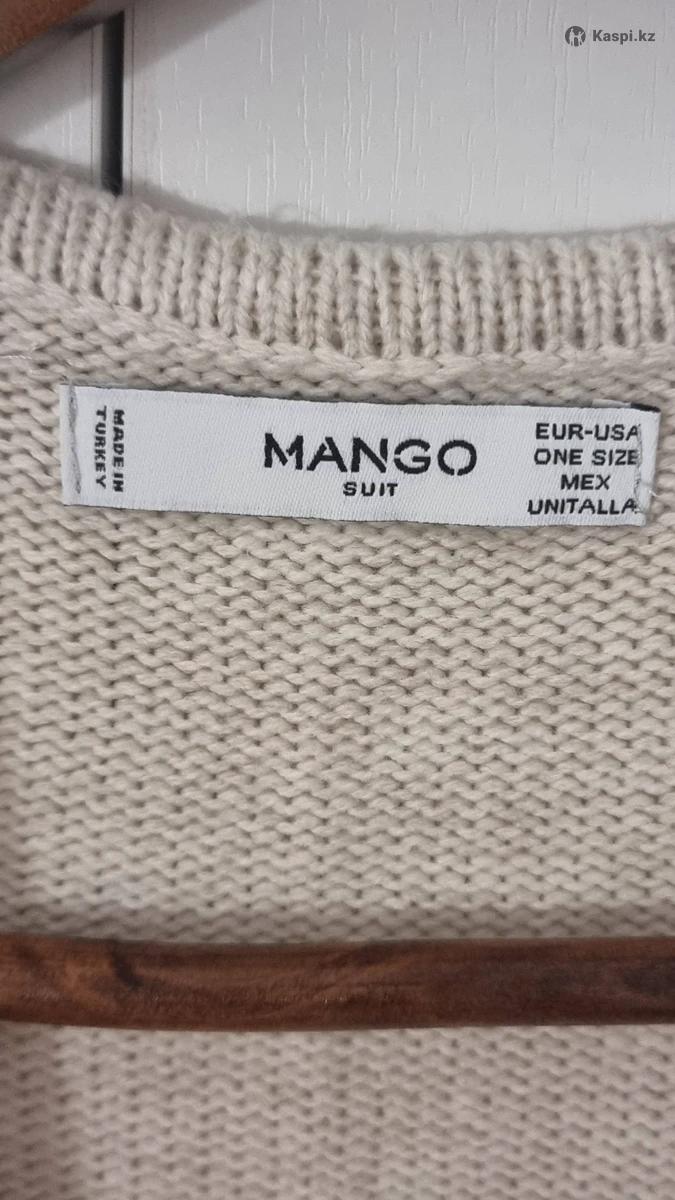 Kaspi.kz
MADE IN
TURKEY
MANGO
SUIT
EUR-USA
ONE SIZE
MEX
UNITALLA